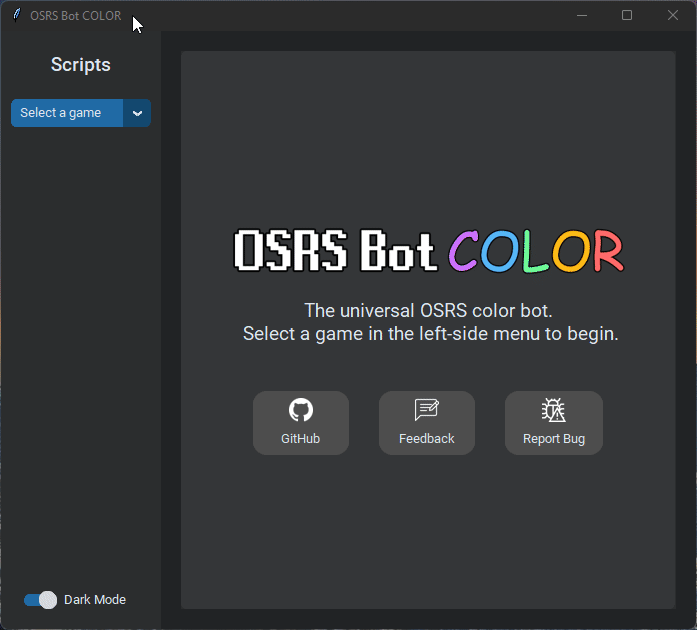 OSRS Bot COLOR
Scripts
Select a game
OSRS Bot COLOR
The universal OSRS color bot.
Select a game in the left-side menu to begin.
GitHub
Feedback
Report Bug
Dark Mode